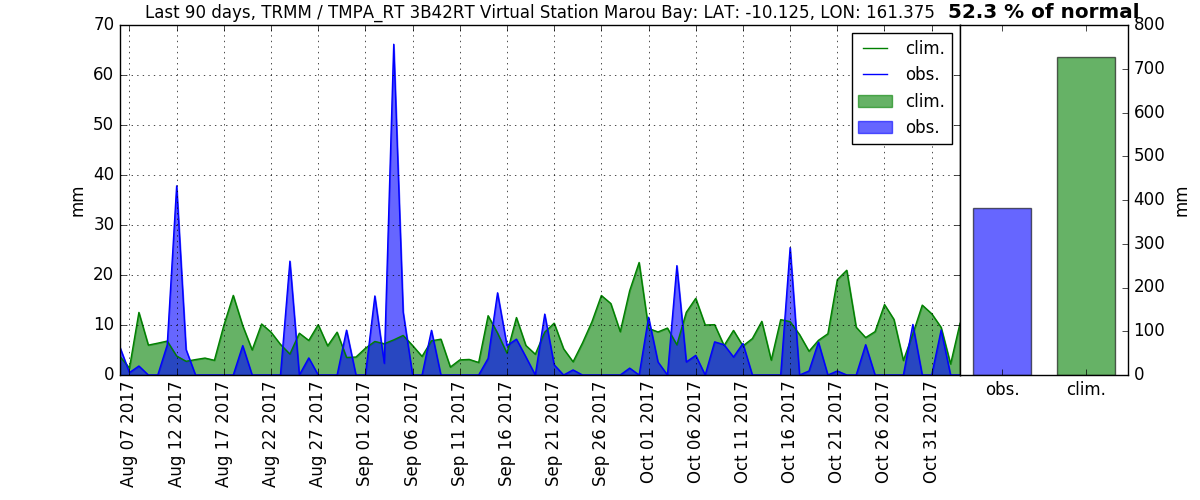 Last 90 days, TRMM / TMPA_RT 3B42RT Virtual Station Marou Bay: LAT: -10.125, LON: 161.375
52.3 % of normal
70
60
50
40
30
20
10
0
mm
clim.
obs.
clim.
obs.
Aug 07 2017
Aug 12 2017
Aug 17 2017
Aug 22 2017
Aug 27 2017
Sep 01 2017
Sep 06 2017
Sep 11 2017
Sep 16 2017
Sep 21 2017
Sep 26 2017
Oct 01 2017
Oct 06 2017
Oct 11 2017
Oct 16 2017
Oct 21 2017
Oct 26 2017
Oct 31 2017
800
700
600
500
400
300
200
100
0
mm
obs.
clim.